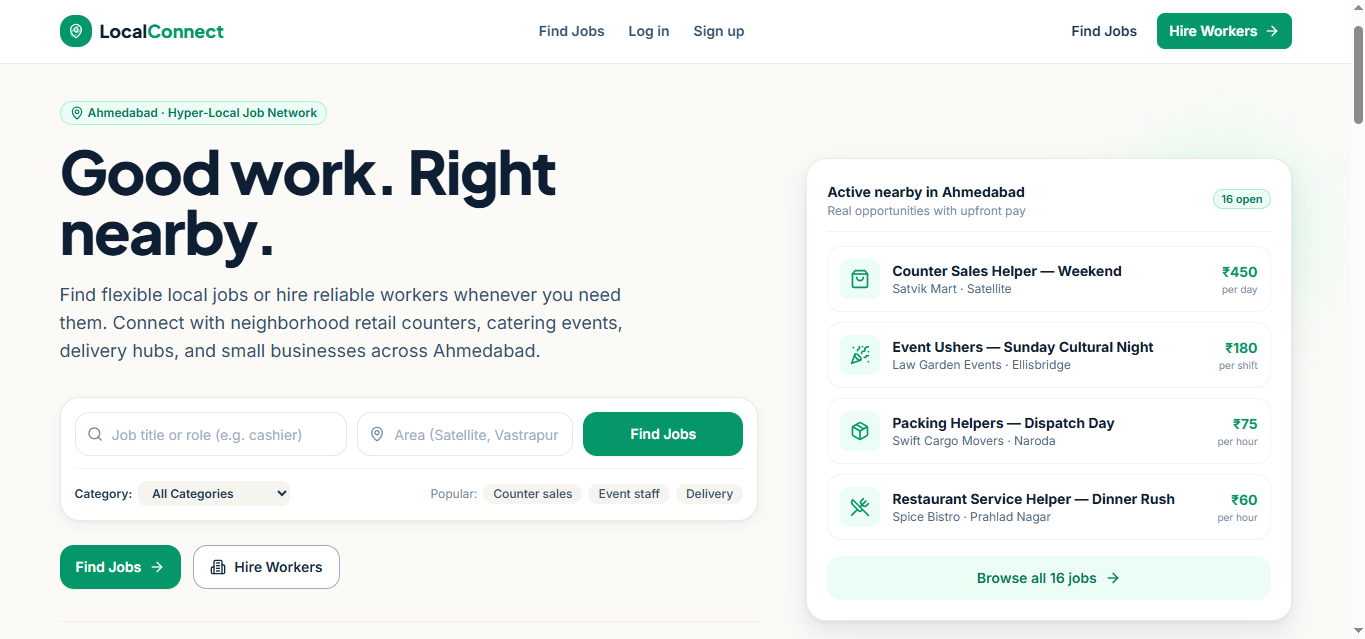 LocalConnect
Find Jobs
Log in
Sign up
Find Jobs
Hire Workers →
Ahmedabad · Hyper-Local Job Network
Good work. Right
nearby.
Find flexible local jobs or hire reliable workers whenever you need
them. Connect with neighborhood retail counters, catering events,
delivery hubs, and small businesses across Ahmedabad.
Job title or role (e.g. cashier)
Area (Satellite, Vastrapur
Find Jobs
Category:
All Categories
Popular:
Counter sales
Event staff
Delivery
Find Jobs →
Hire Workers
Active nearby in Ahmedabad
Real opportunities with upfront pay
16 open
Counter Sales Helper — Weekend
Satvik Mart · Satellite
₹450
per day
Event Ushers — Sunday Cultural Night
Law Garden Events · Ellisbridge
₹180
per shift
Packing Helpers — Dispatch Day
Swift Cargo Movers · Naroda
₹75
per hour
Restaurant Service Helper — Dinner Rush
Spice Bistro · Prahlad Nagar
₹60
per hour
Browse all 16 jobs →